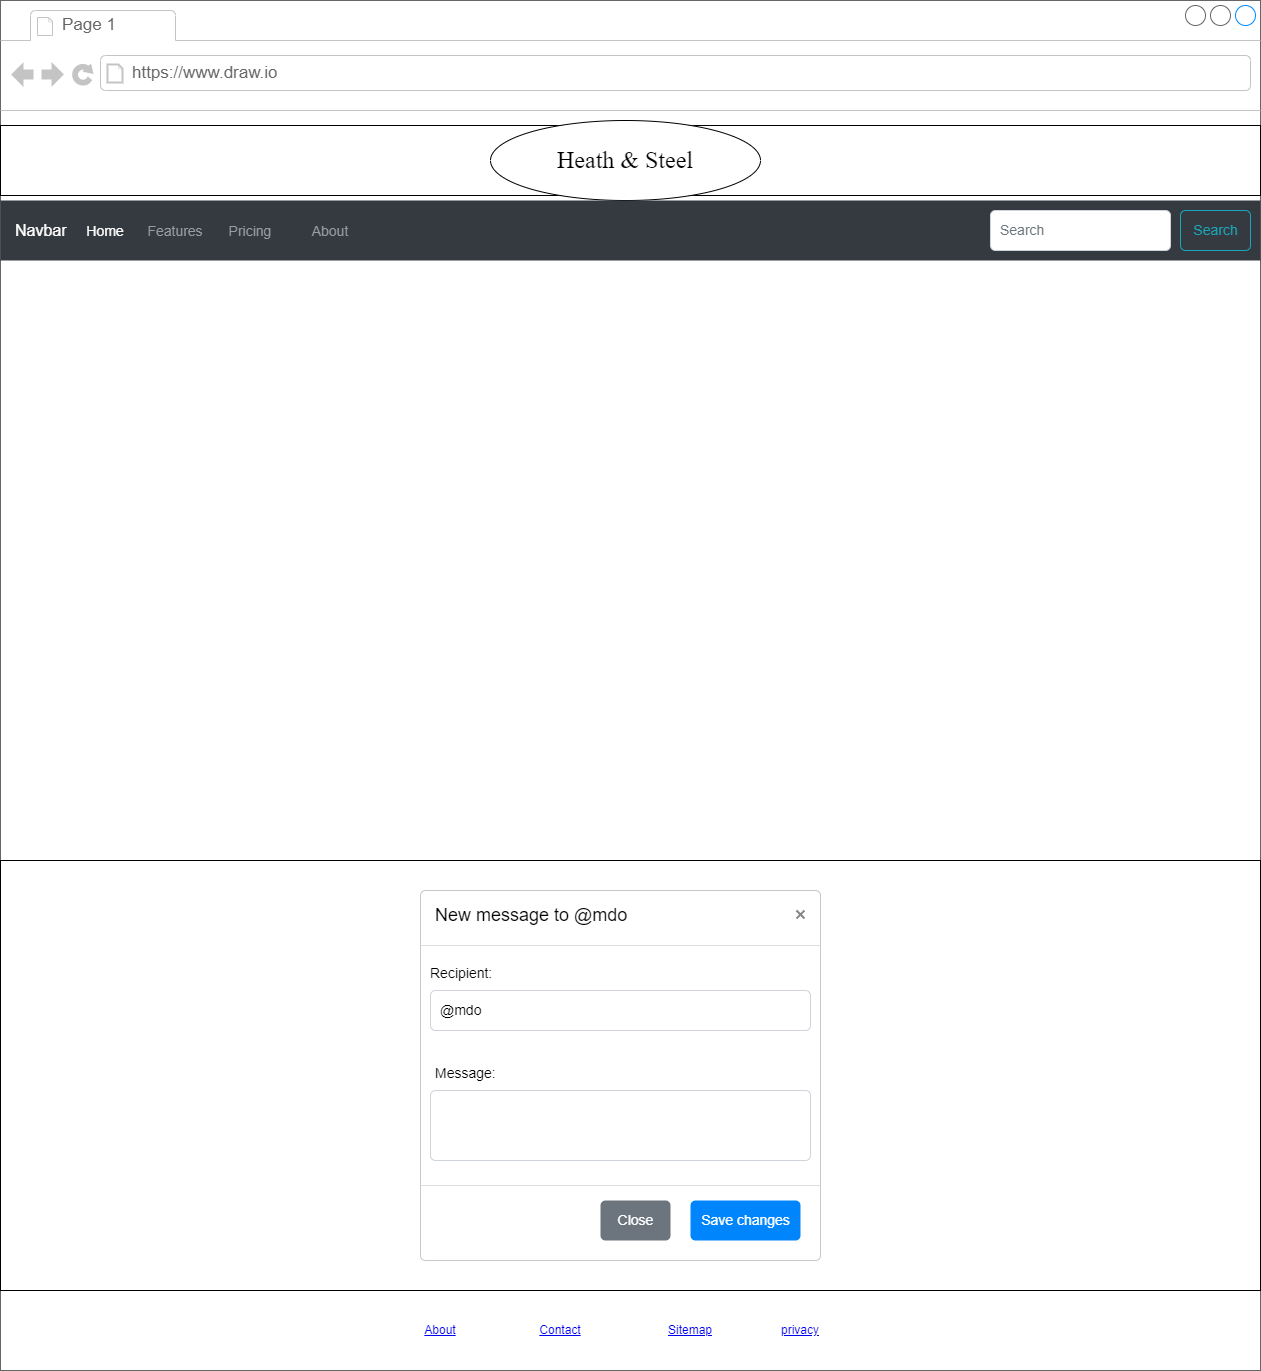 Page 1
https://www.draw.io
Heath & Steel
Navbar Home Features Pricing About Search Search
New message to @mdo ×
Recipient:
@mdo
Message:
Close Save changes
About Contact Sitemap privacy